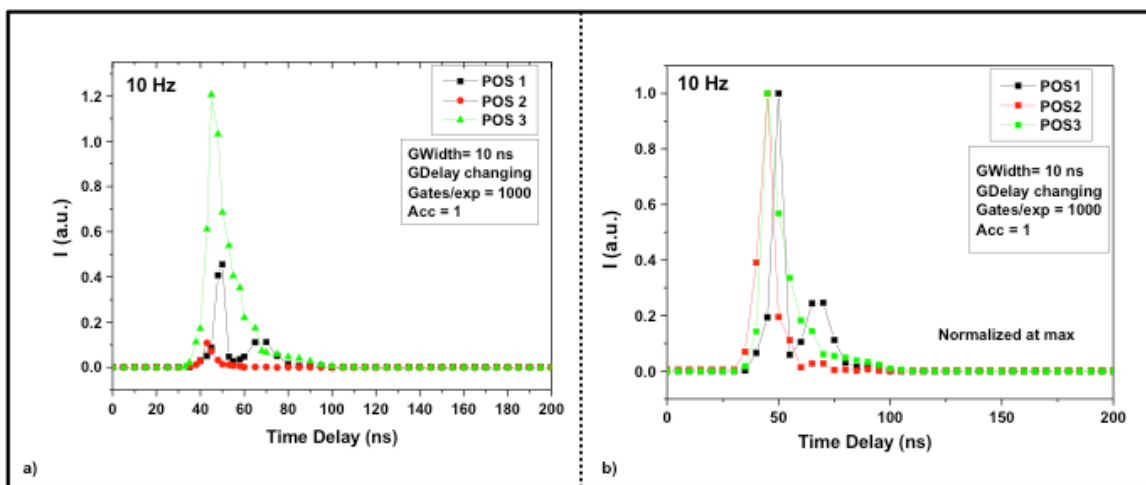 10 Hz
POS 1
POS 2
POS 3
GWidth= 10 ns
GDelay changing
Gates/exp = 1000
Acc = 1
I (a.u.)
1.2
1.0
0.8
0.6
0.4
0.2
0.0
0 20 40 60 80 100 120 140 160 180 200
Time Delay (ns)
a)
10 Hz
POS1
POS2
POS3
GWidth= 10 ns
GDelay changing
Gates/exp = 1000
Acc = 1
Normalized at max
I (a.u.)
1.0
0.8
0.6
0.4
0.2
0.0
0 50 100 150 200
Time Delay (ns)
b)